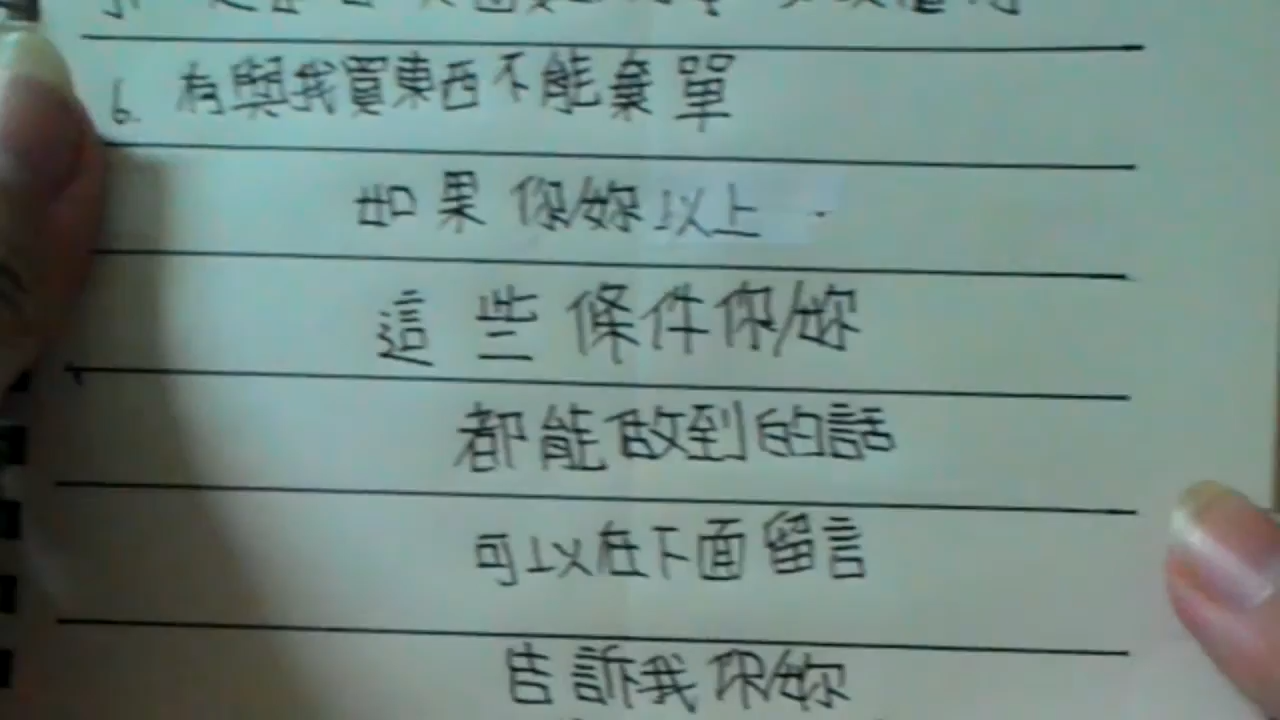 6. 有與我買東西不能棄單
如果你/妳以上
這些條件你/妳
都能做到的話
可以在下面留言
告訴我你/妳